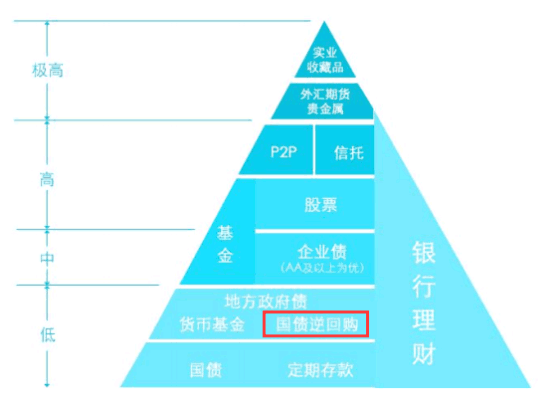 实业
收藏品
极高
外汇期货
贵金属
P2P 信托
高
股票
基
金
企业债
(AA及以上为优)
中
银
行
理
财
地方政府债
货币基金 国债逆回购
低
国债 定期存款